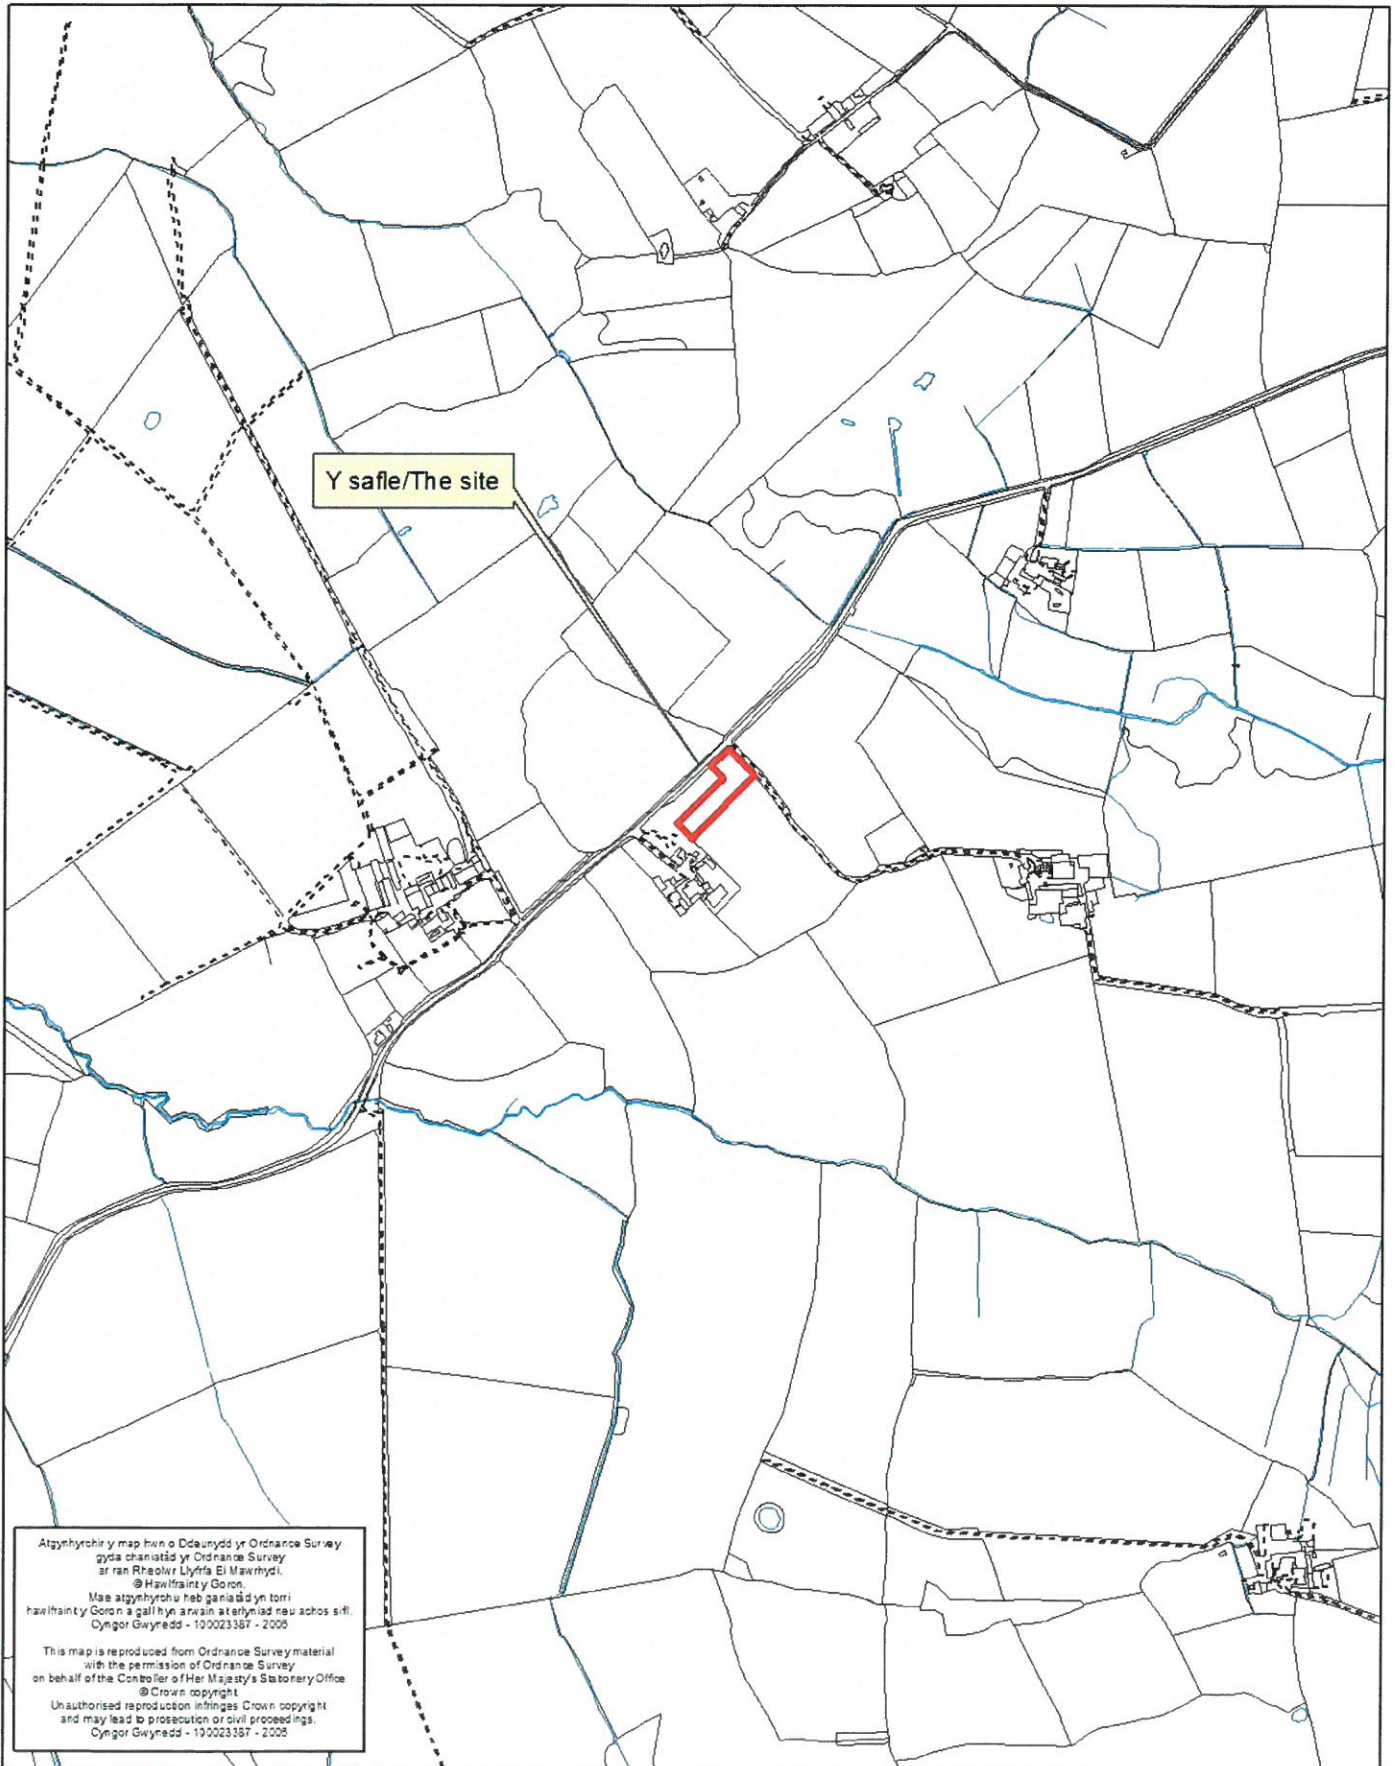 Y safle/The site
Atgynhyrchir y map hwn o Ddeunydd yr Ordnance Survey
gyda chaniatâd yr Ordnance Survey
ar ran Rheolwr Llyfrfa Ei Mawrhydi.
© Hawlfraint y Goron.
Mae atgynhyrchu heb ganiatâd yn torri
hawlfraint y Goron a gall hyn arwain at erlyniad neu achos sifil.
Cyngor Gwynedd - 100023387 - 2006
This map is reproduced from Ordnance Survey material
with the permission of Ordnance Survey
on behalf of the Controller of Her Majesty's Stationery Office
© Crown copyright
Unauthorised reproduction infringes Crown copyright
and may lead to prosecution or civil proceedings.
Cyngor Gwynedd - 100023387 - 2006